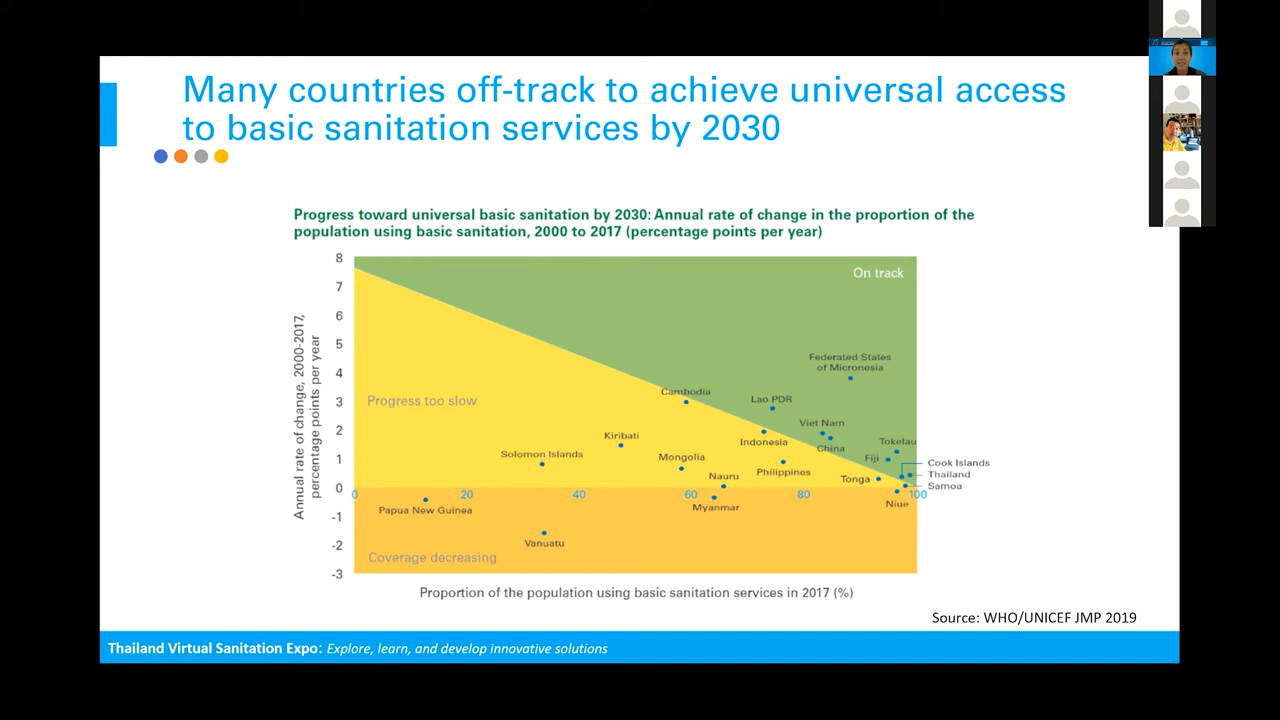 Many countries off-track to achieve universal access
to basic sanitation services by 2030
Progress toward universal basic sanitation by 2030: Annual rate of change in the proportion of the
population using basic sanitation, 2000 to 2017 (percentage points per year)
8
7
6
5
4
3
2
1
0
-1
-2
-3
Annual rate of change, 2000-2017,
percentage points per year
On track
Progress too slow
Coverage decreasing
Federated States
of Micronesia
Cambodia
Lao PDR
Viet Nam
China
Indonesia
Kiribati
Tokelau
Solomon Islands
Mongolia
Fiji
Cook Islands
Philippines
Thailand
Nauru
Tonga
Samoa
0
20
40
60
80
100
Papua New Guinea
Myanmar
Niue
Vanuatu
Proportion of the population using basic sanitation services in 2017 (%)
Source: WHO/UNICEF JMP 2019
Thailand Virtual Sanitation Expo: Explore, learn, and develop innovative solutions